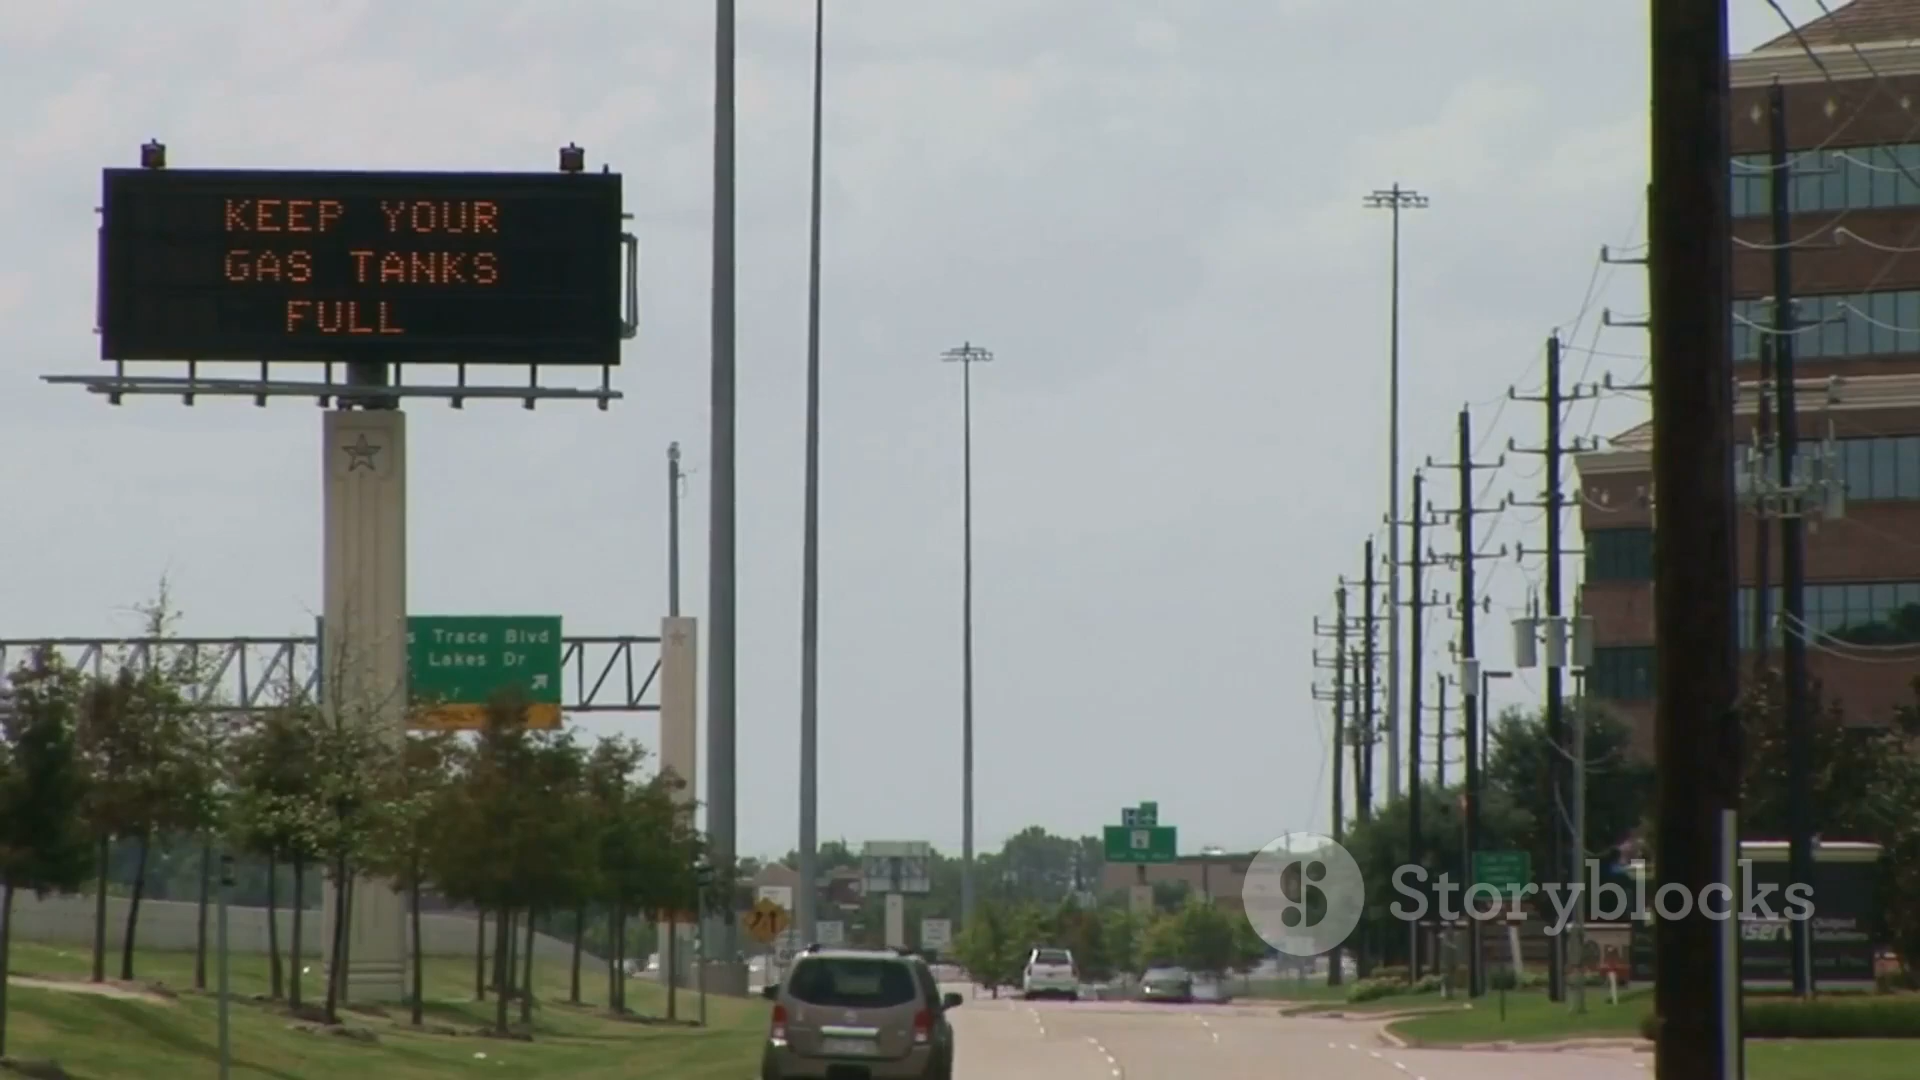 KEEP YOUR
GAS TANKS
FULL
s Trace Blvd
Lakes Dr
Storyblocks